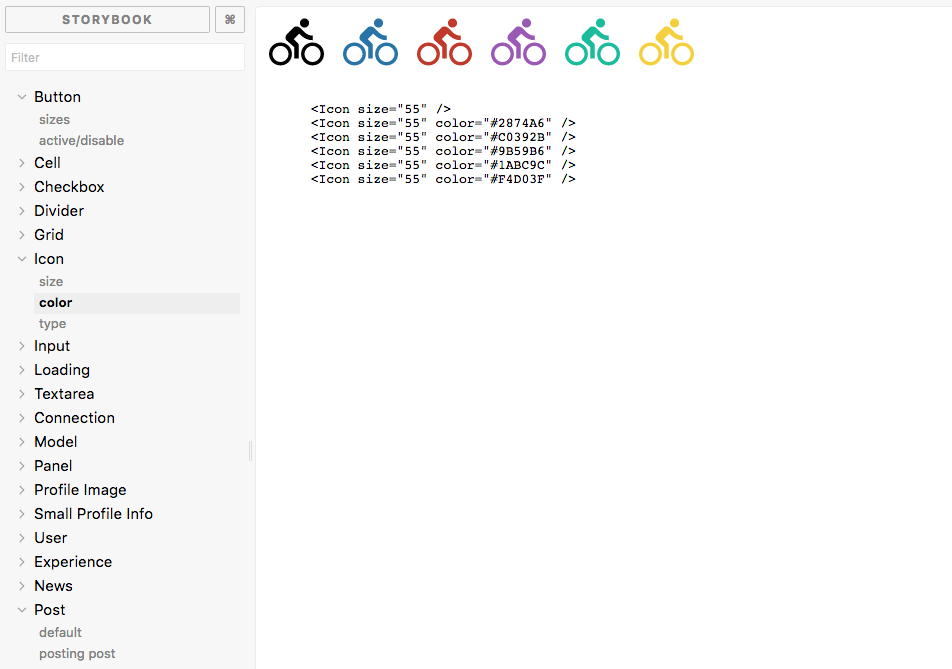 STORYBOOK
⌘
Filter
Button
sizes
active/disable
Cell
Checkbox
Divider
Grid
Icon
size
color
type
Input
Loading
Textarea
Connection
Model
Panel
Profile Image
Small Profile Info
User
Experience
News
Post
default
posting post
<Icon size="55" />
<Icon size="55" color="#2874A6" />
<Icon size="55" color="#C0392B" />
<Icon size="55" color="#9B59B6" />
<Icon size="55" color="#1ABC9C" />
<Icon size="55" color="#F4D03F" />